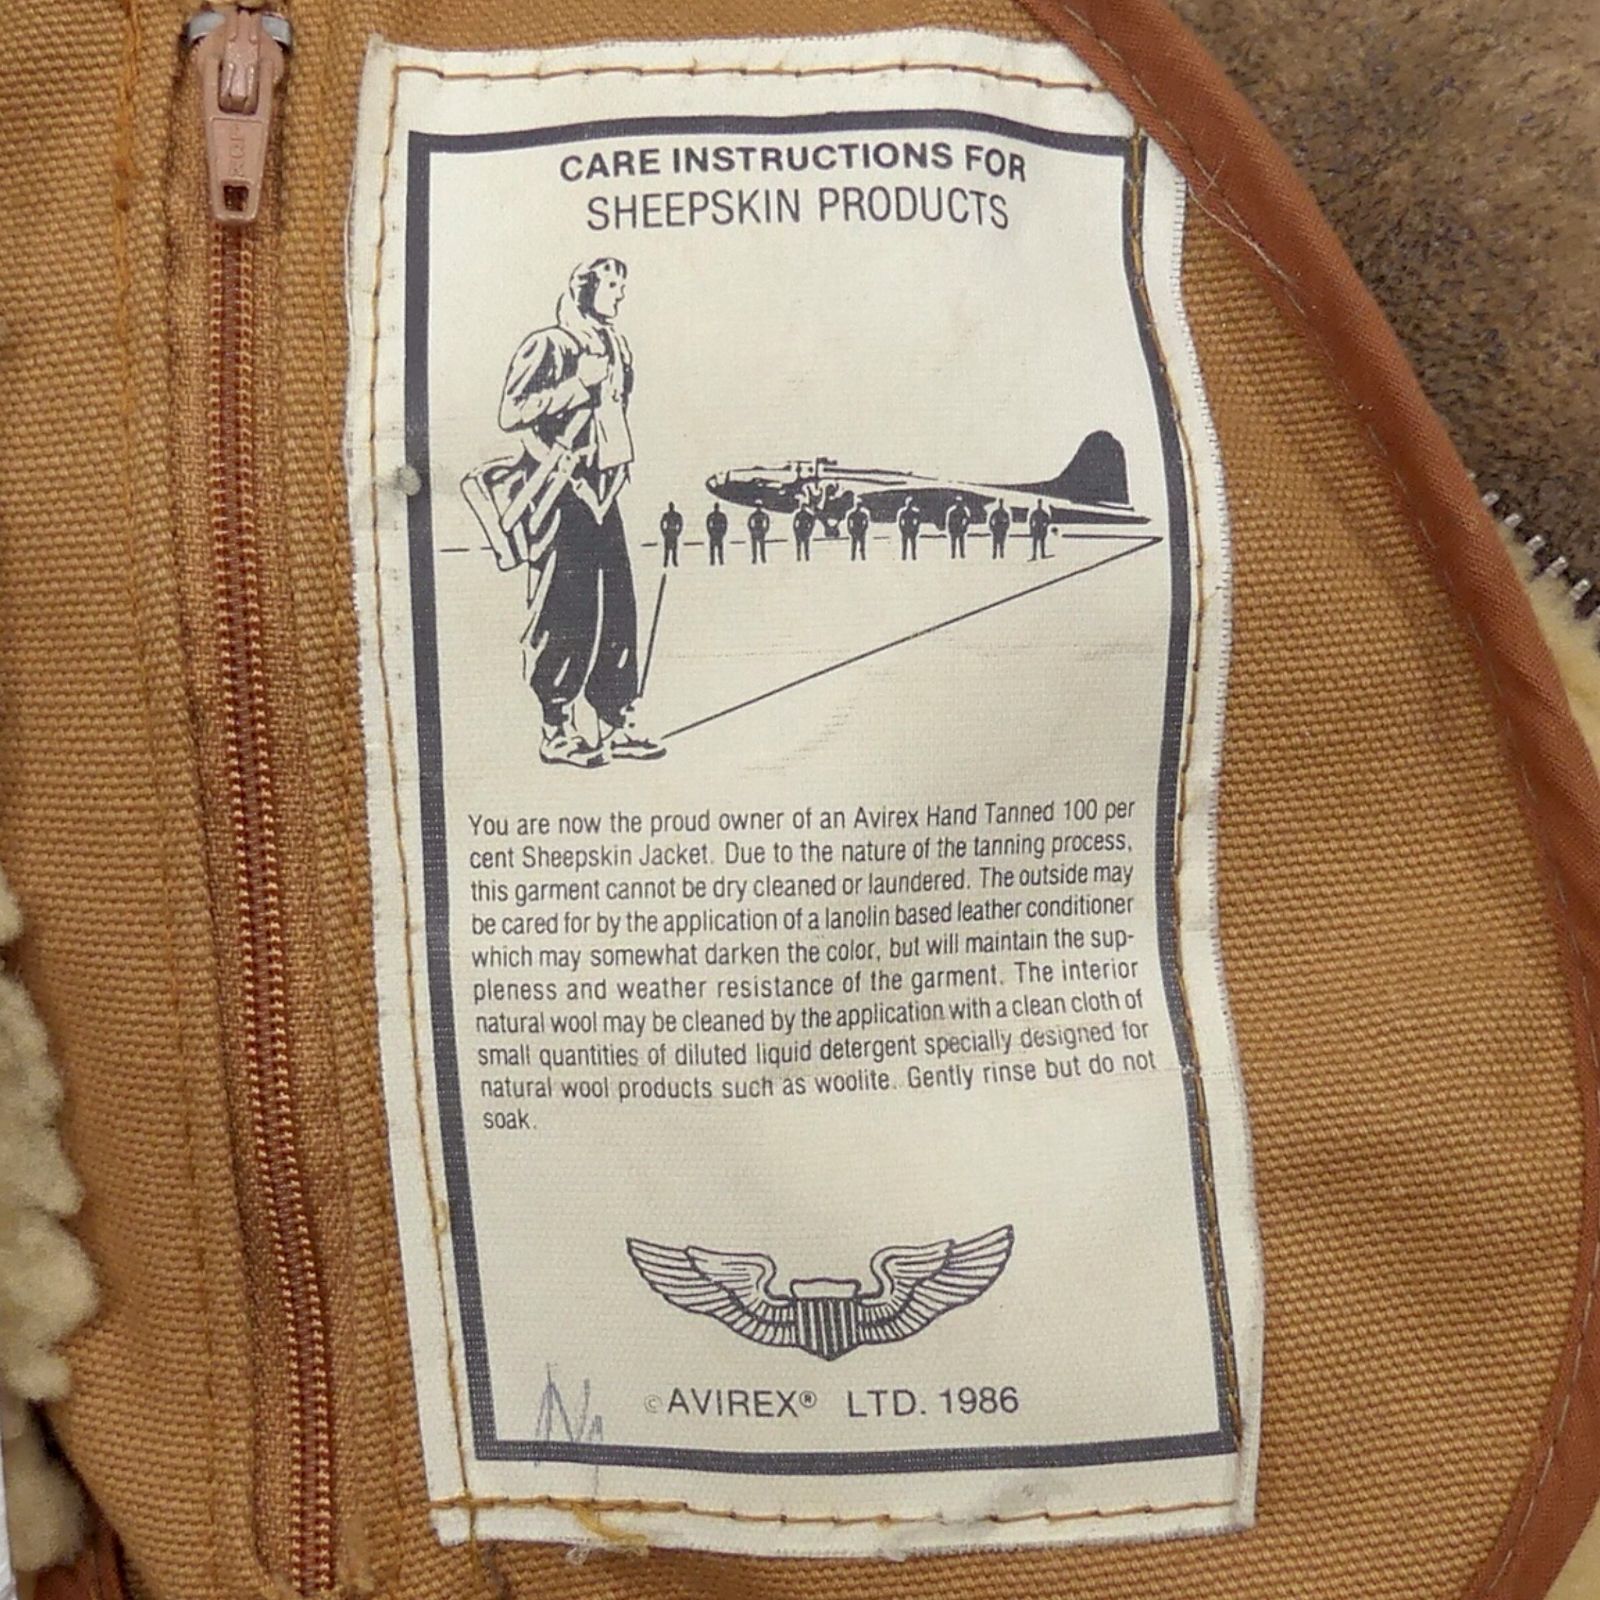 CARE INSTRUCTIONS FOR
SHEEPSKIN PRODUCTS
You are now the proud owner of an Avirex Hand Tanned 100 per
cent Sheepskin Jacket. Due to the nature of the tanning process,
this garment cannot be dry cleaned or laundered. The outside may
be cared for by the application of a lanolin based leather conditioner
which may somewhat darken the color, but will maintain the sup-
pleness and weather resistance of the garment. The interior
natural wool may be cleaned by the application with a clean cloth of
small quantities of diluted liquid detergent specially designed for
natural wool products such as woolite. Gently rinse but do not
soak.
©AVIREX® LTD. 1986